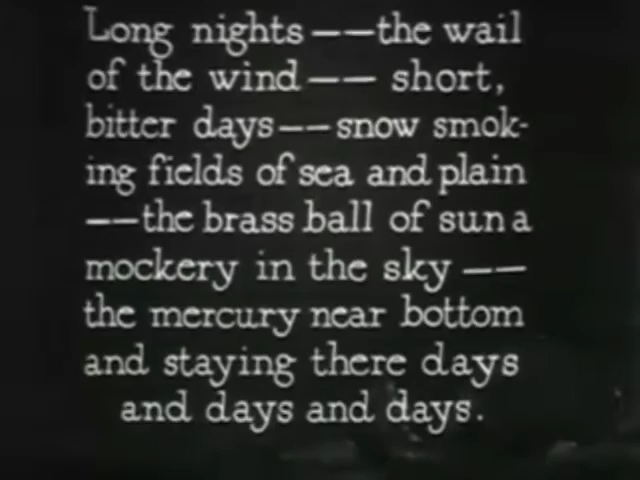 Long nights — — the wail
of the wind — — short,
bitter days — — snow smok-
ing fields of sea and plain
— — the brass ball of sun a
mockery in the sky — —
the mercury near bottom
and staying there days
and days and days.